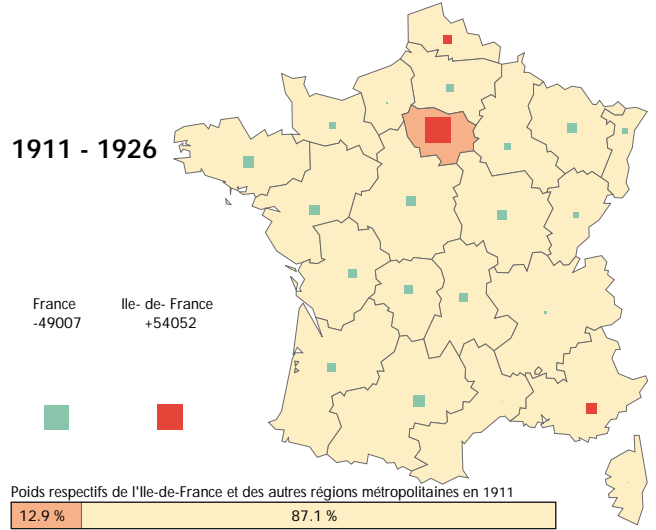 1911 - 1926
France
-49007
Ile- de- France
+54052
Poids respectifs de l'Ile-de-France et des autres régions métropolitaines en 1911
12.9 %
87.1 %